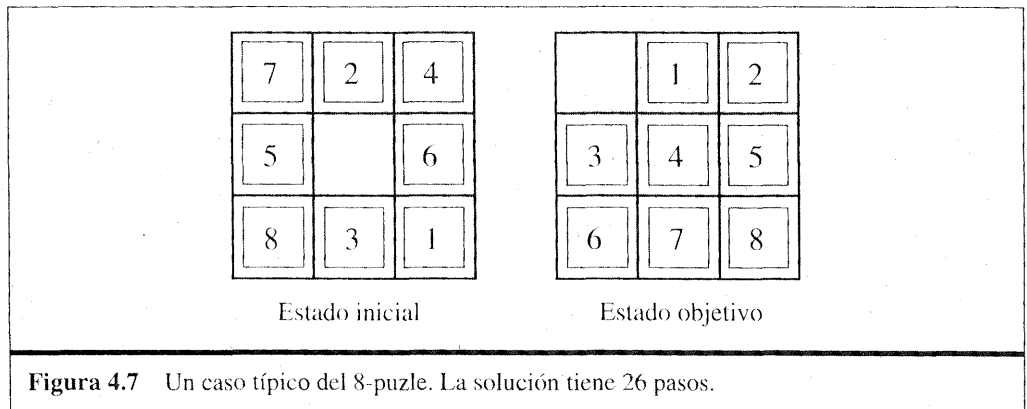 7 2 4 1 2
5 6 3 4 5
8 3 1 6 7 8
Estado inicial Estado objetivo
Figura 4.7 Un caso típico del 8-puzle. La solución tiene 26 pasos.